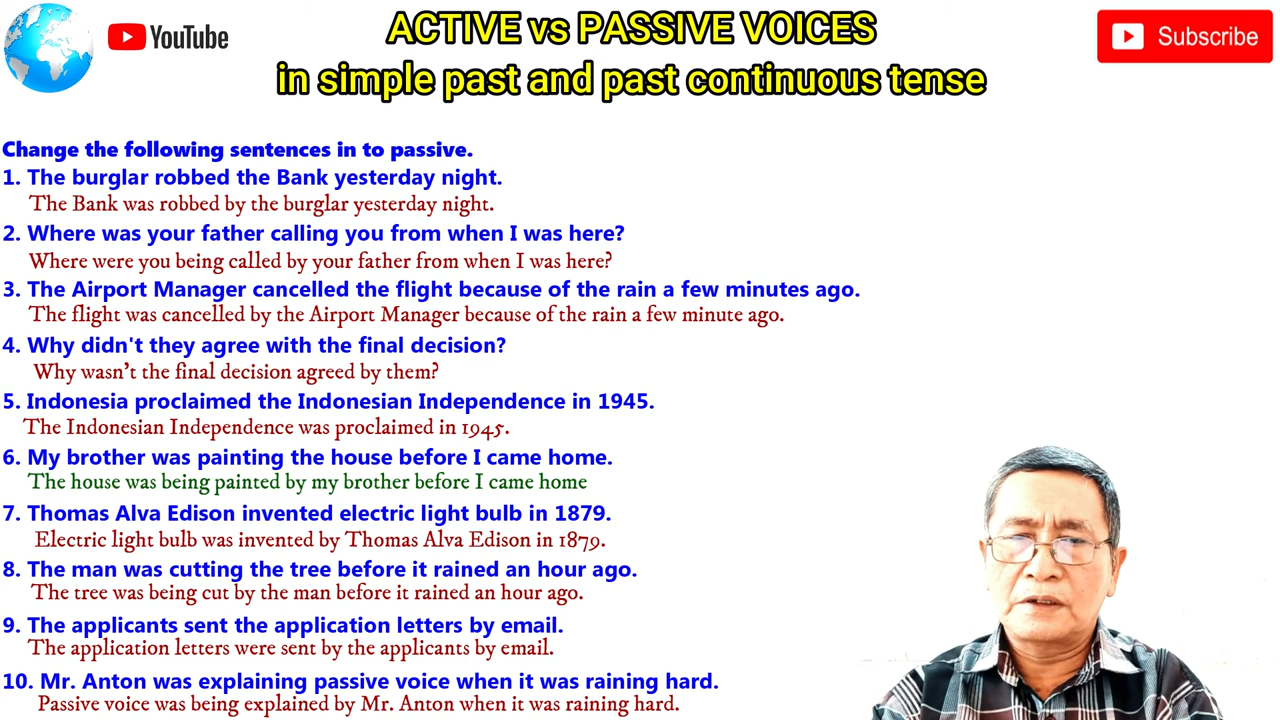 YouTube
ACTIVE vs PASSIVE VOICES
Subscribe
in simple past and past continuous tense
Change the following sentences in to passive.
1. The burglar robbed the Bank yesterday night.
The Bank was robbed by the burglar yesterday night.
2. Where was your father calling you from when I was here?
Where were you being called by your father from when I was here?
3. The Airport Manager cancelled the flight because of the rain a few minutes ago.
The flight was cancelled by the Airport Manager because of the rain a few minute ago.
4. Why didn't they agree with the final decision?
Why wasn't the final decision agreed by them?
5. Indonesia proclaimed the Indonesian Independence in 1945.
The Indonesian Independence was proclaimed in 1945.
6. My brother was painting the house before I came home.
The house was being painted by my brother before I came home
7. Thomas Alva Edison invented electric light bulb in 1879.
Electric light bulb was invented by Thomas Alva Edison in 1879.
8. The man was cutting the tree before it rained an hour ago.
The tree was being cut by the man before it rained an hour ago.
9. The applicants sent the application letters by email.
The application letters were sent by the applicants by email.
10. Mr. Anton was explaining passive voice when it was raining hard.
Passive voice was being explained by Mr. Anton when it was raining hard.